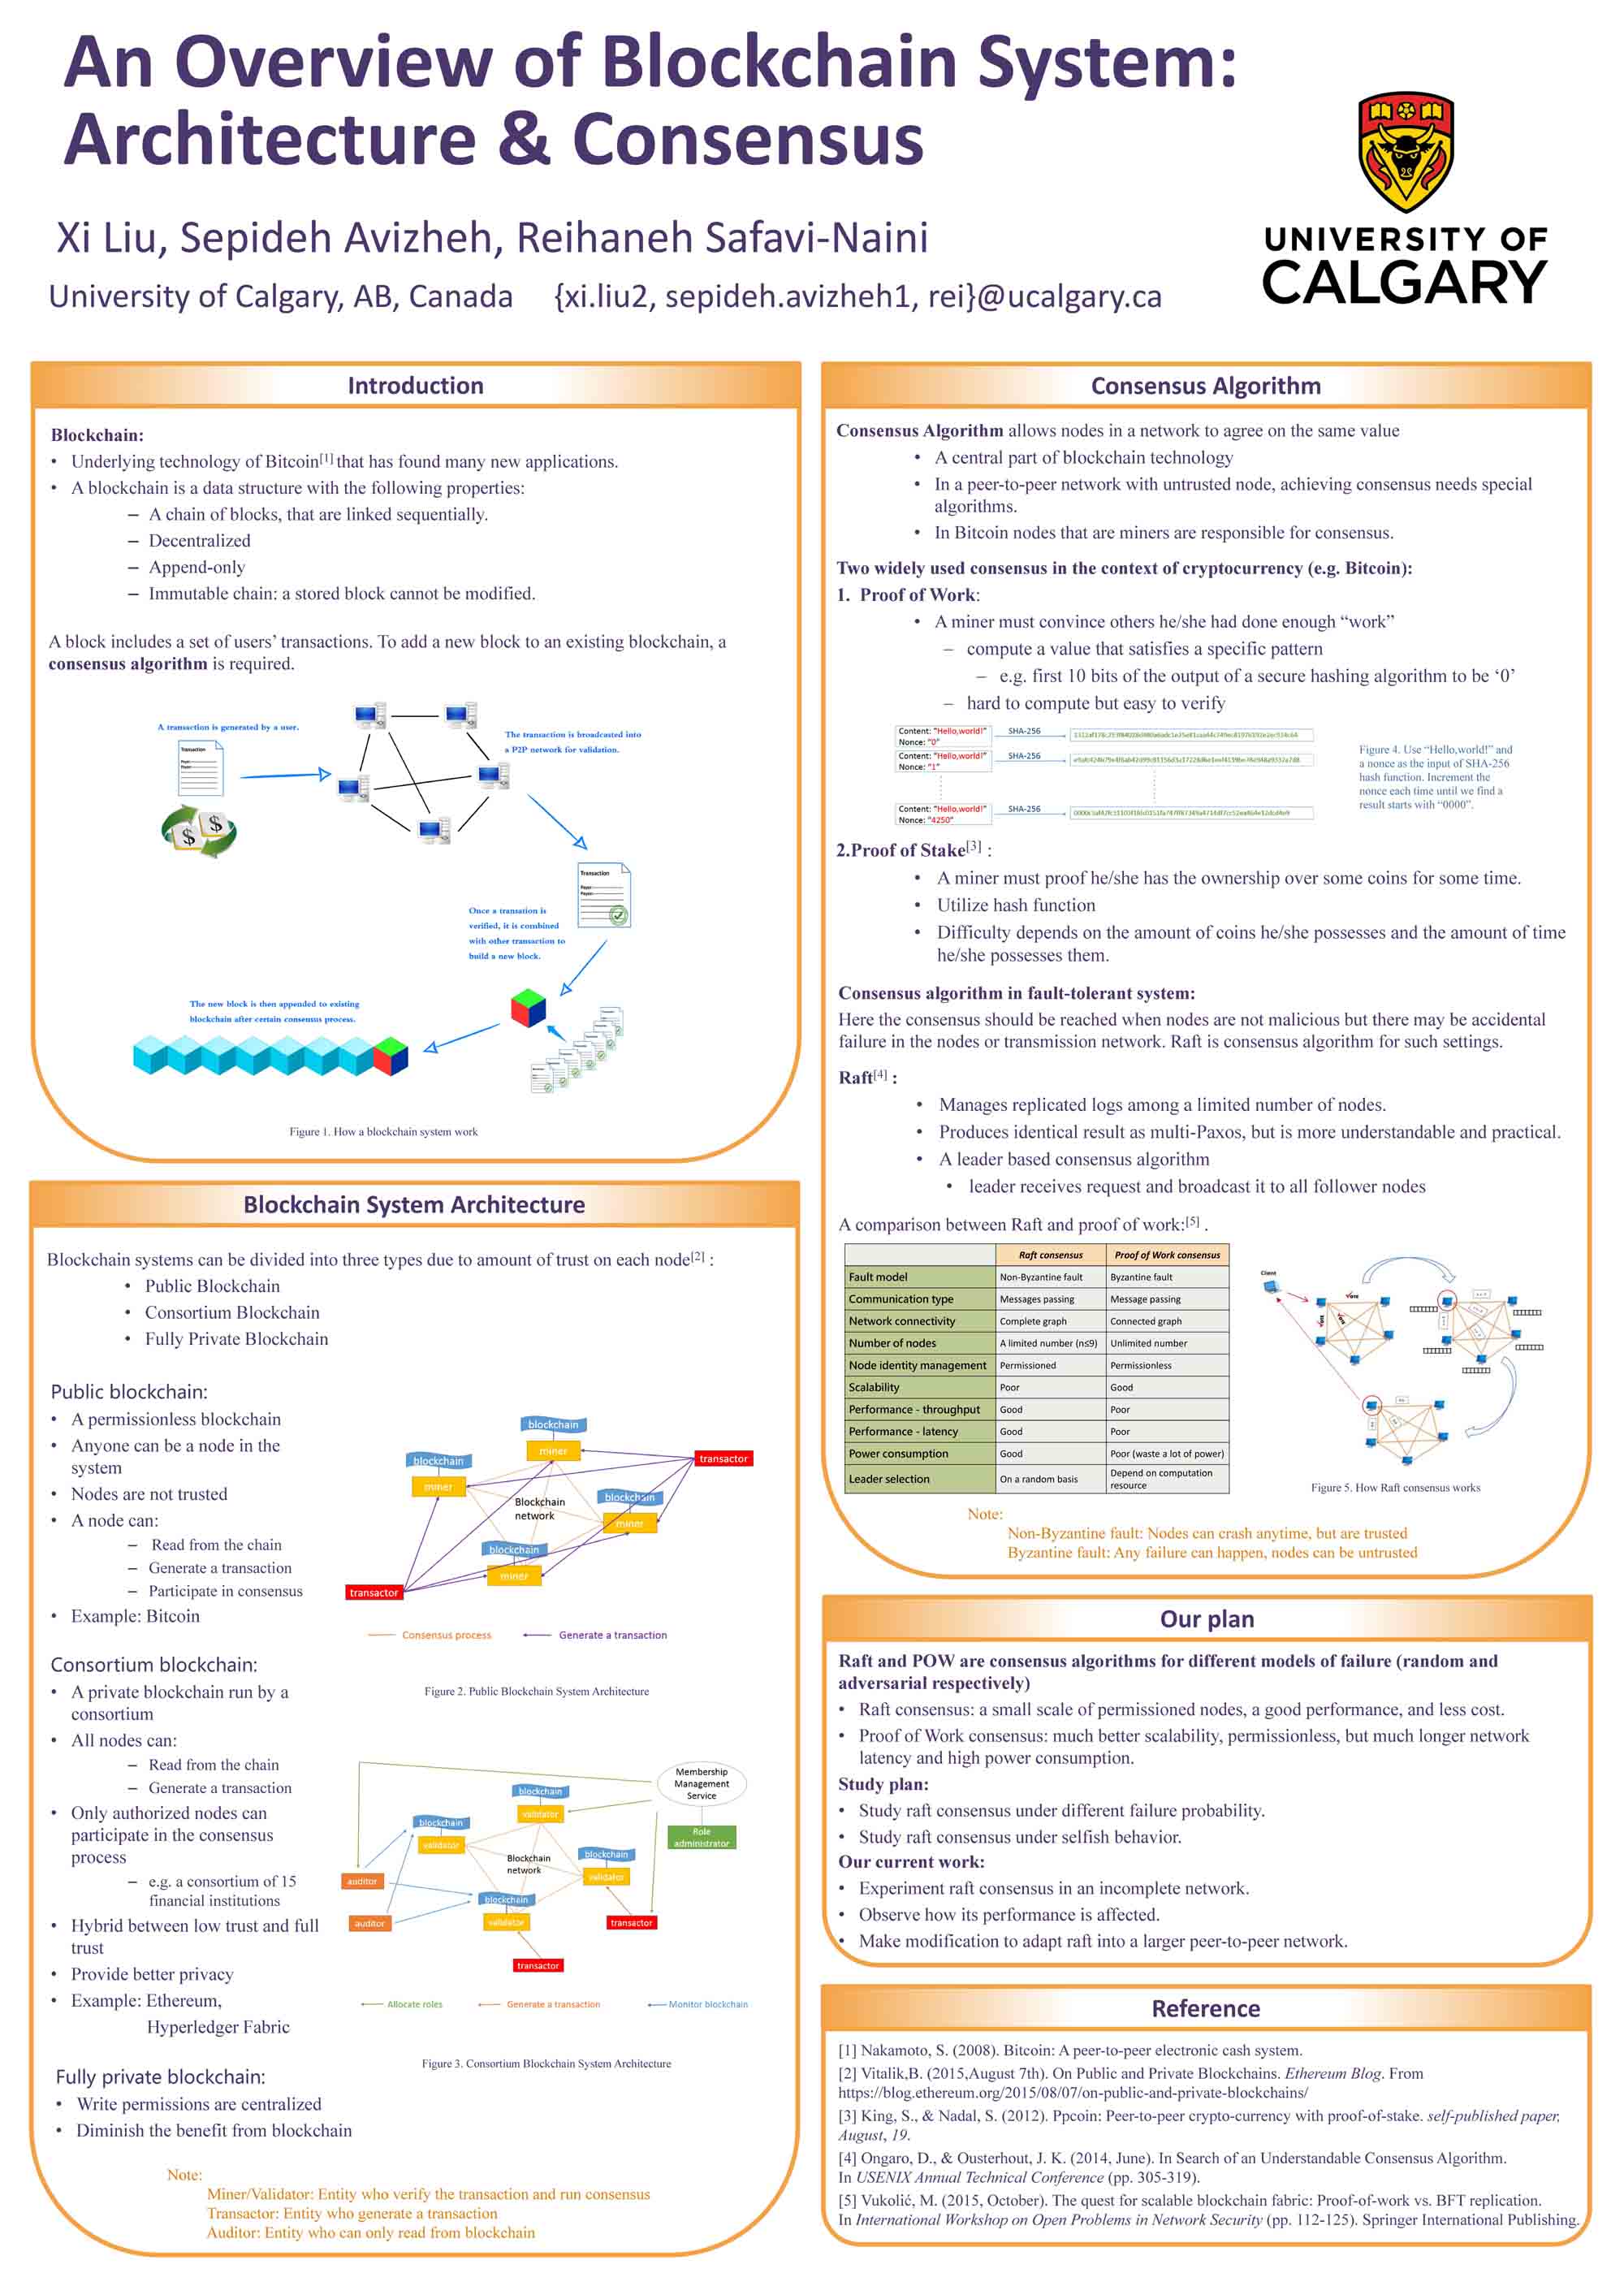 An Overview of Blockchain System:
Architecture & Consensus
Xi Liu, Sepideh Avizheh, Reihaneh Safavi-Naini
University of Calgary, AB, Canada {xi.liu2, sepideh.avizheh1, rei}@ucalgary.ca
UNIVERSITY OF
CALGARY
Introduction
Blockchain:
• Underlying technology of Bitcoin[1] that has found many new applications.
• A blockchain is a data structure with the following properties:
– A chain of blocks, that are linked sequentially.
– Decentralized
– Append-only
– Immutable chain: a stored block cannot be modified.
A block includes a set of users' transactions. To add a new block to an existing blockchain, a
consensus algorithm is required.
A transaction is generated by a user.
Transaction
The transaction is broadcasted into
a P2P network for validation.
Transaction
Once a transation is
verified, it is combined
with other transaction to
build a new block.
The new block is then appended to existing
blockchain after certain consensus process.
Figure 1. How a blockchain system work
Blockchain System Architecture
Blockchain systems can be divided into three types due to amount of trust on each node[2] :
• Public Blockchain
• Consortium Blockchain
• Fully Private Blockchain
Public blockchain:
• A permissionless blockchain
• Anyone can be a node in the
system
• Nodes are not trusted
• A node can:
– Read from the chain
– Generate a transaction
– Participate in consensus
• Example: Bitcoin
blockchain
miner
blockchain
miner
transactor
Blockchain
network
blockchain
miner
blockchain
miner
transactor
Consensus process
Generate a transaction
Figure 2. Public Blockchain System Architecture
Consortium blockchain:
• A private blockchain run by a
consortium
• All nodes can:
– Read from the chain
– Generate a transaction
• Only authorized nodes can
participate in the consensus
process
– e.g. a consortium of 15
financial institutions
• Hybrid between low trust and full
trust
• Provide better privacy
• Example: Ethereum,
Hyperledger Fabric
Membership
Management
Service
Role
administrator
blockchain
validator
blockchain
validator
Blockchain
network
blockchain
validator
blockchain
validator
auditor
auditor
transactor
transactor
Allocate roles
Generate a transaction
Monitor blockchain
Figure 3. Consortium Blockchain System Architecture
Fully private blockchain:
• Write permissions are centralized
• Diminish the benefit from blockchain
Note:
Miner/Validator: Entity who verify the transaction and run consensus
Transactor: Entity who generate a transaction
Auditor: Entity who can only read from blockchain
Consensus Algorithm
Consensus Algorithm allows nodes in a network to agree on the same value
• A central part of blockchain technology
• In a peer-to-peer network with untrusted node, achieving consensus needs special
algorithms.
• In Bitcoin nodes that are miners are responsible for consensus.
Two widely used consensus in the context of cryptocurrency (e.g. Bitcoin):
1. Proof of Work:
• A miner must convince others he/she had done enough “work”
– compute a value that satisfies a specific pattern
– e.g. first 10 bits of the output of a secure hashing algorithm to be ‘0’
– hard to compute but easy to verify
Content: "Hello,world!"
Nonce: "0"
SHA-256
Content: "Hello,world!"
Nonce: "1"
SHA-256
Content: "Hello,world!"
Nonce: "4250"
SHA-256
Figure 4. Use “Hello,world!” and
a nonce as the input of SHA-256
hash function. Increment the
nonce each time until we find a
result starts with “0000”.
2.Proof of Stake[3] :
• A miner must proof he/she has the ownership over some coins for some time.
• Utilize hash function
• Difficulty depends on the amount of coins he/she possesses and the amount of time
he/she possesses them.
Consensus algorithm in fault-tolerant system:
Here the consensus should be reached when nodes are not malicious but there may be accidental
failure in the nodes or transmission network. Raft is consensus algorithm for such settings.
Raft[4] :
• Manages replicated logs among a limited number of nodes.
• Produces identical result as multi-Paxos, but is more understandable and practical.
• A leader based consensus algorithm
• leader receives request and broadcast it to all follower nodes
A comparison between Raft and proof of work:[5] .
Raft consensus Proof of Work consensus
Fault model Non-Byzantine fault Byzantine fault
Communication type Messages passing Message passing
Network connectivity Complete graph Connected graph
Number of nodes A limited number (n≤9) Unlimited number
Node identity management Permissioned Permissionless
Scalability Poor Good
Performance - throughput Good Poor
Performance - latency Good Poor
Power consumption Good Poor (waste a lot of power)
Leader selection On a random basis Depend on computation
resource
Client
Vote
Vote
Vote
Figure 5. How Raft consensus works
Note:
Non-Byzantine fault: Nodes can crash anytime, but are trusted
Byzantine fault: Any failure can happen, nodes can be untrusted
Our plan
Raft and POW are consensus algorithms for different models of failure (random and
adversarial respectively)
• Raft consensus: a small scale of permissioned nodes, a good performance, and less cost.
• Proof of Work consensus: much better scalability, permissionless, but much longer network
latency and high power consumption.
Study plan:
• Study raft consensus under different failure probability.
• Study raft consensus under selfish behavior.
Our current work:
• Experiment raft consensus in an incomplete network.
• Observe how its performance is affected.
• Make modification to adapt raft into a larger peer-to-peer network.
Reference
[1] Nakamoto, S. (2008). Bitcoin: A peer-to-peer electronic cash system.
[2] Vitalik,B. (2015,August 7th). On Public and Private Blockchains. Ethereum Blog. From
https://blog.ethereum.org/2015/08/07/on-public-and-private-blockchains/
[3] King, S., & Nadal, S. (2012). Ppcoin: Peer-to-peer crypto-currency with proof-of-stake. self-published paper,
August, 19.
[4] Ongaro, D., & Ousterhout, J. K. (2014, June). In Search of an Understandable Consensus Algorithm.
In USENIX Annual Technical Conference (pp. 305-319).
[5] Vukolić, M. (2015, October). The quest for scalable blockchain fabric: Proof-of-work vs. BFT replication.
In International Workshop on Open Problems in Network Security (pp. 112-125). Springer International Publishing.